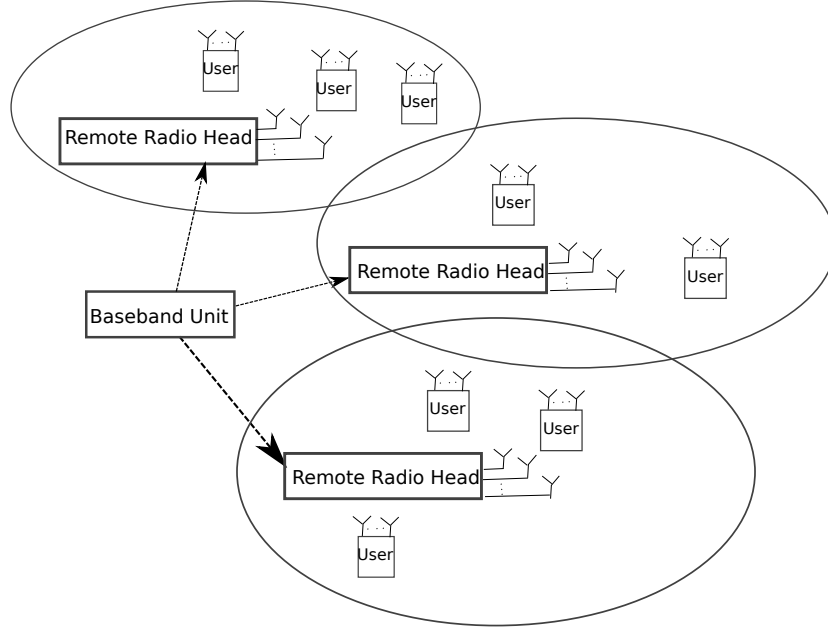 User
User
User
Remote Radio Head
User
User
Remote Radio Head
Baseband Unit
User
User
Remote Radio Head
User